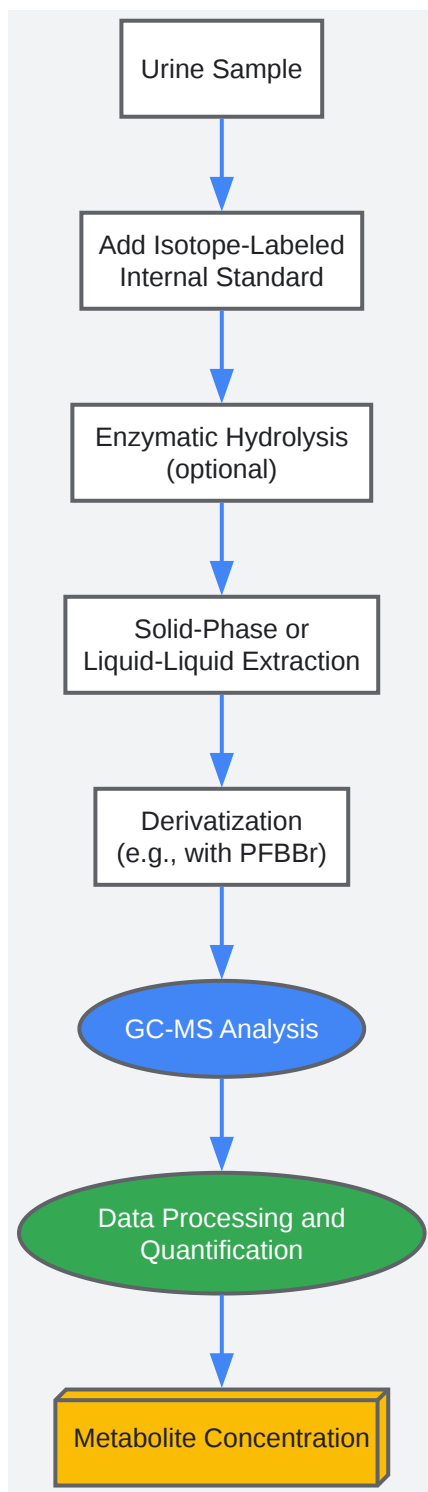 Urine Sample
Add Isotope-Labeled
Internal Standard
Enzymatic Hydrolysis
(optional)
Solid-Phase or
Liquid-Liquid Extraction
Derivatization
(e.g., with PFBBr)
GC-MS Analysis
Data Processing and
Quantification
Metabolite Concentration